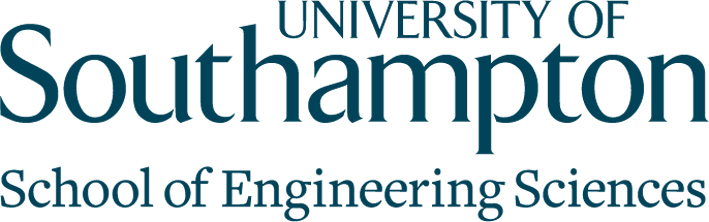 UNIVERSITY OF
Southampton
School of Engineering Sciences